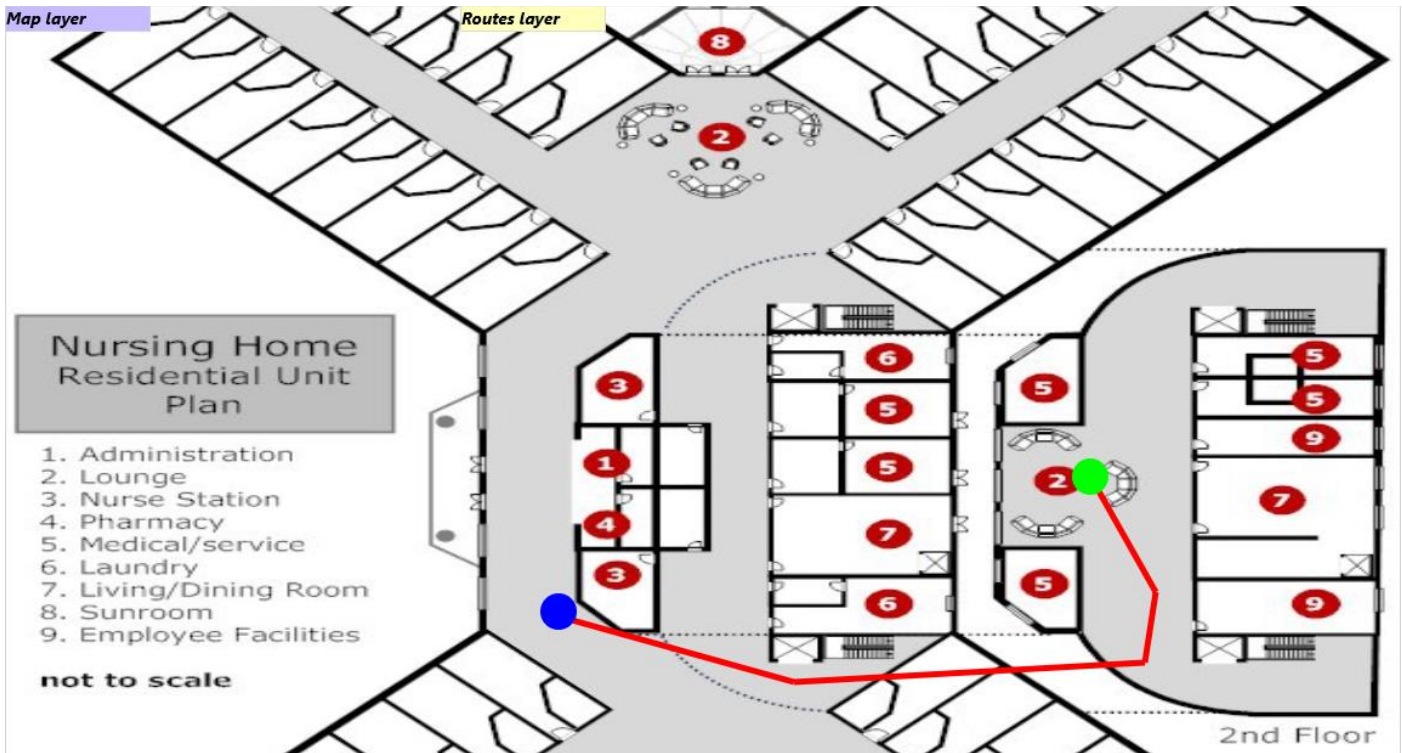 Map layer
Routes layer
8
2
Nursing Home
Residential Unit
Plan
1. Administration
2. Lounge
3. Nurse Station
4. Pharmacy
5. Medical/service
6. Laundry
7. Living/Dining Room
8. Sunroom
9. Employee Facilities
not to scale
3
1
4
3
6
5
5
7
6
5
2
5
5
5
9
7
9
2nd Floor